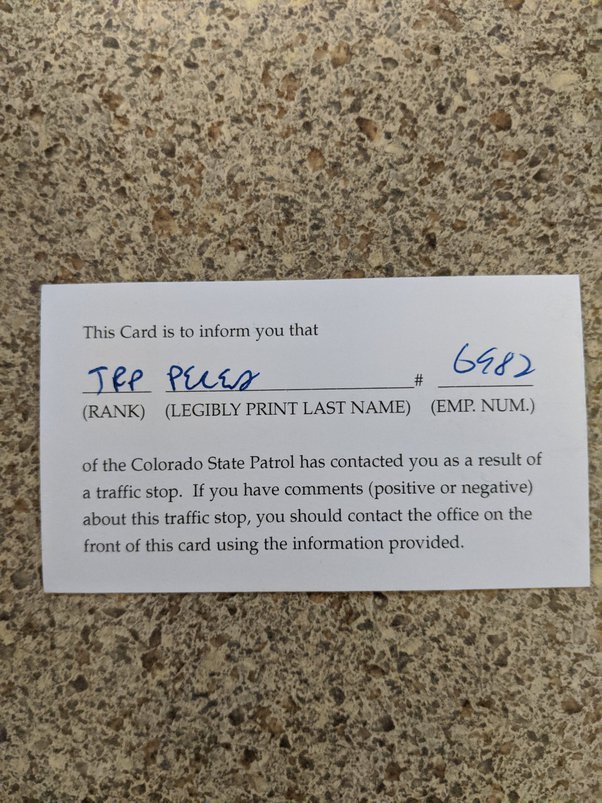 This Card is to inform you that
TRP #6982
(RANK) (LEGIBLY PRINT LAST NAME) (EMP. NUM.)
of the Colorado State Patrol has contacted you as a result of
a traffic stop. If you have comments (positive or negative)
about this traffic stop, you should contact the office on the
front of this card using the information provided.